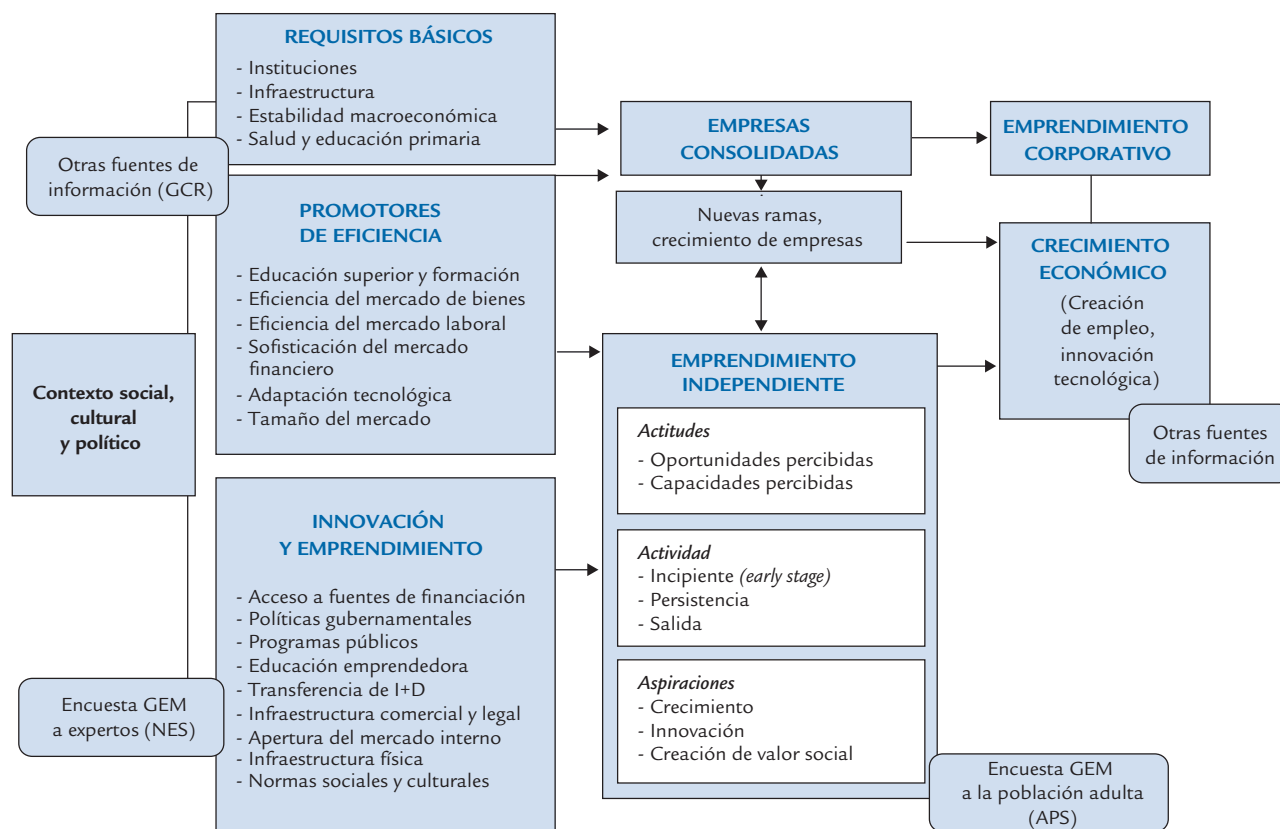 REQUISITOS BÁSICOS
- Instituciones
- Infraestructura
- Estabilidad macroeconómica
- Salud y educación primaria
Otras fuentes de
información (GCR)
PROMOTORES
DE EFICIENCIA
- Educación superior y formación
- Eficiencia del mercado de bienes
- Eficiencia del mercado laboral
- Sofisticación del mercado
financiero
- Adaptación tecnológica
- Tamaño del mercado
Contexto social,
cultural
y político
INNOVACIÓN
Y EMPRENDIMIENTO
- Acceso a fuentes de financiación
- Políticas gubernamentales
- Programas públicos
- Educación emprendedora
- Transferencia de I+D
- Infraestructura comercial y legal
- Apertura del mercado interno
- Infraestructura física
- Normas sociales y culturales
Encuesta GEM
a expertos (NES)
EMPRESAS
CONSOLIDADAS
Nuevas ramas,
crecimiento de empresas
EMPRENDIMIENTO
INDEPENDIENTE
Actitudes
- Oportunidades percibidas
- Capacidades percibidas
Actividad
- Incipiente (early stage)
- Persistencia
- Salida
Aspiraciones
- Crecimiento
- Innovación
- Creación de valor social
Encuesta GEM
a la población adulta
(APS)
EMPRENDIMIENTO
CORPORATIVO
CRECIMIENTO
ECONÓMICO
(Creación
de empleo,
innovación
tecnológica)
Otras fuentes
de información